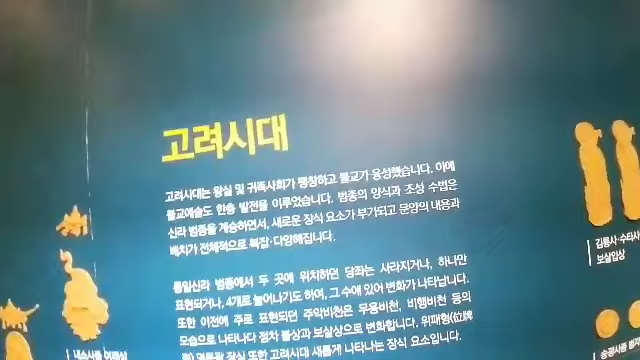 고려시대
고려시대는 왕실 및 귀족사회가 팽창하고 불교가 융성했습니다. 이에
불교예술도 한층 발전을 이루었습니다. 범종의 양식과 조성 수법은
신라 범종을 계승하면서, 새로운 장식 요소가 부가되고 문양의 내용과
배치가 전체적으로 복잡·다양해집니다.
통일신라 범종에서 두 곳에 위치하던 당좌는 사라지거나, 하나만
표현되거나, 4개로 늘어나기도 하여, 그 수에 있어 변화가 나타납니다.
또한 이전에 주로 표현되던 주악비천은 무용비천, 비행비천 등의
모습으로 나타나다 점차 불상과 보살상으로 변화합니다. 위패형(位牌
장식 또한 고려시대 새롭게 나타나는 장식 요소입니다.
김룡사·수타사
보살입상